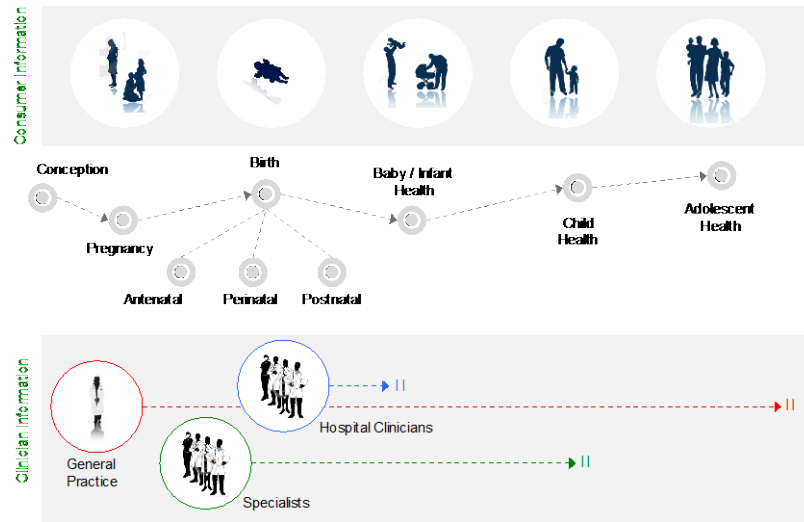 Consumer Information
Conception
Birth
Baby / Infant
Health
Pregnancy
Child
Health
Adolescent
Health
Antenatal
Perinatal
Postnatal
Clinician Information
General
Practice
Hospital Clinicians
Specialists